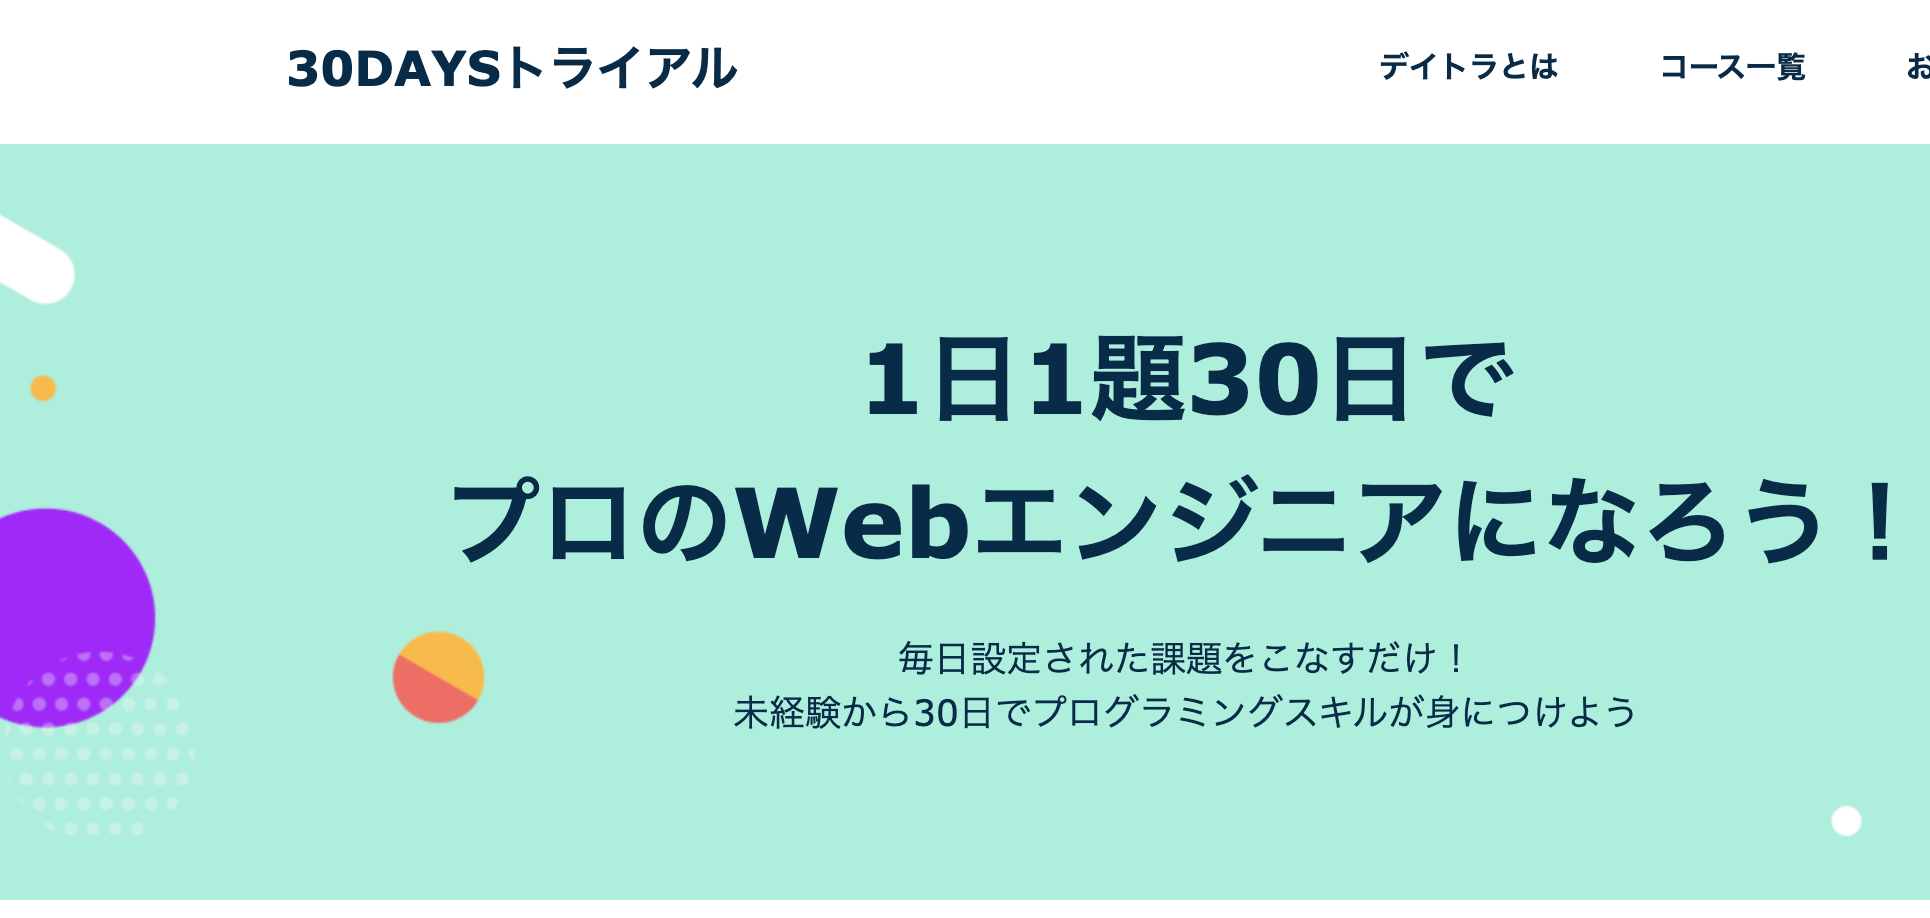 30DAYSトライアル
デイトラとは　コース一覧　お
1日1題30日で
プロのWebエンジニアになろう！
毎日設定された課題をこなすだけ！
未経験から30日でプログラミングスキルが身につけよう